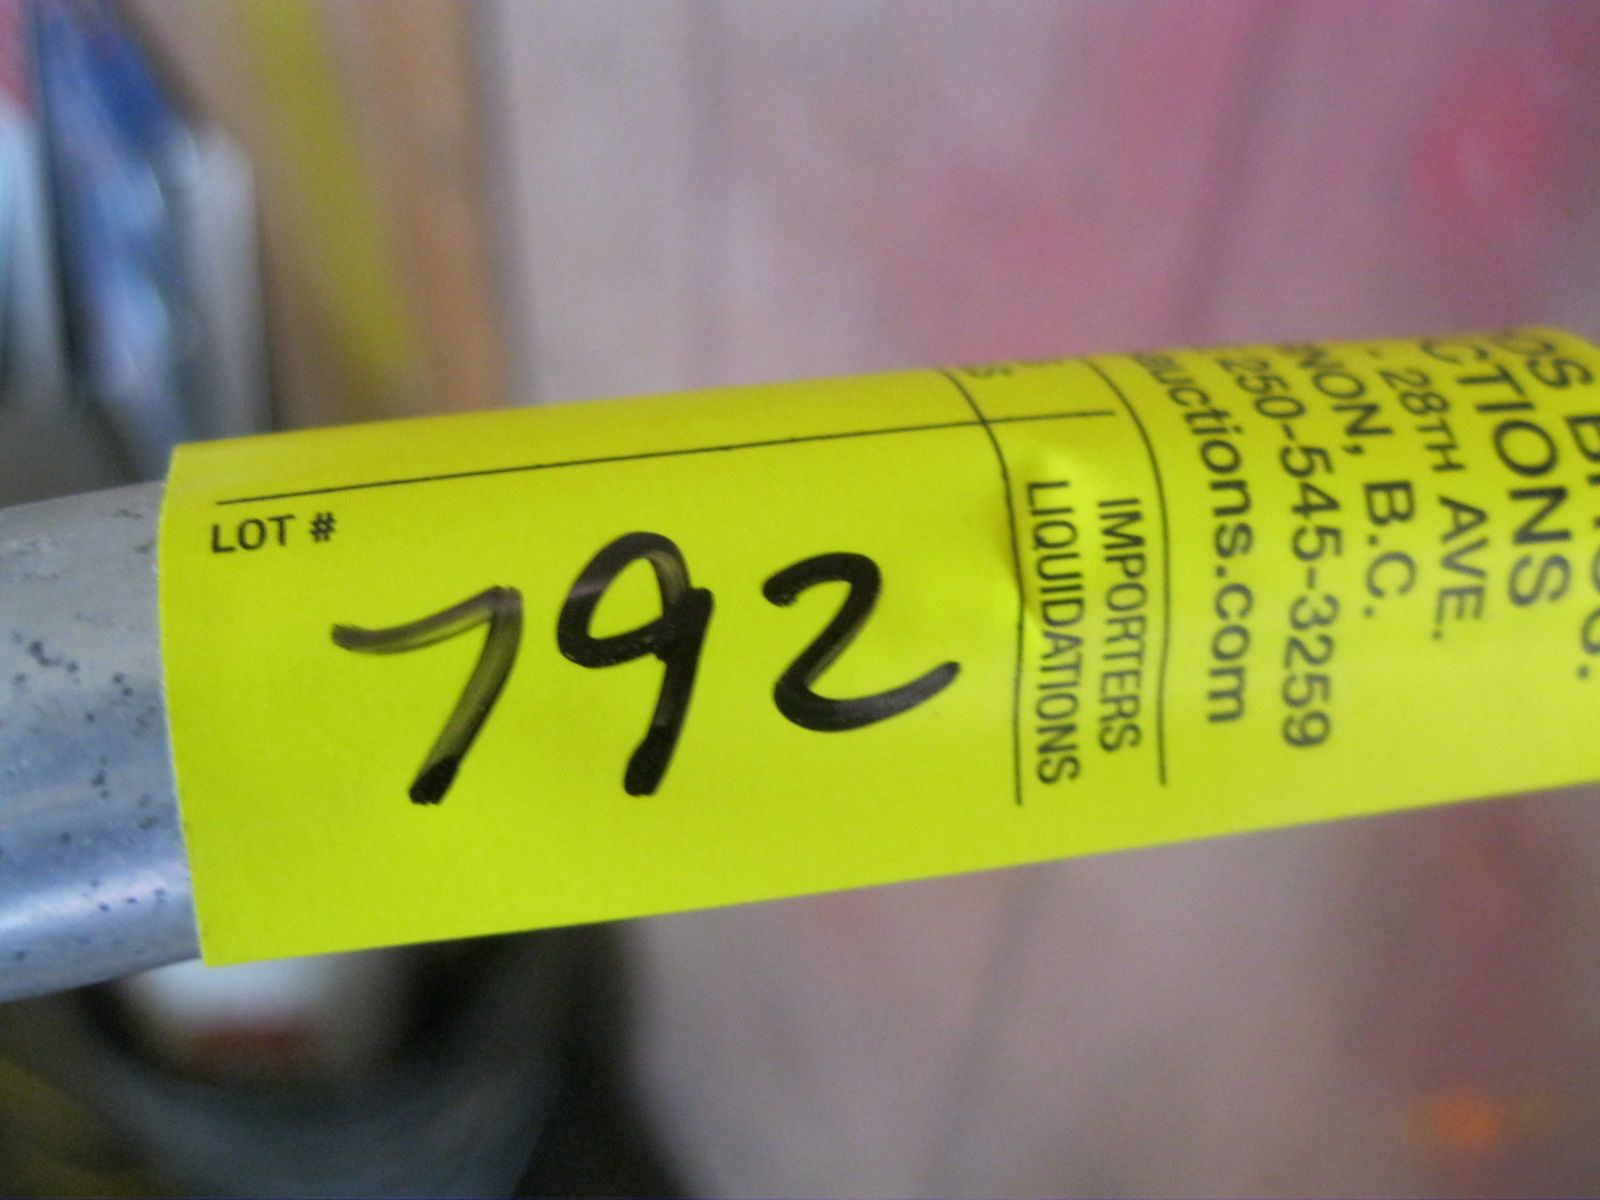 LOT #
792
CTIONS
28TH AVE.
NON, B.C.
250-545-3259
uctions.com
IMPORTERS
LIQUIDATIONS